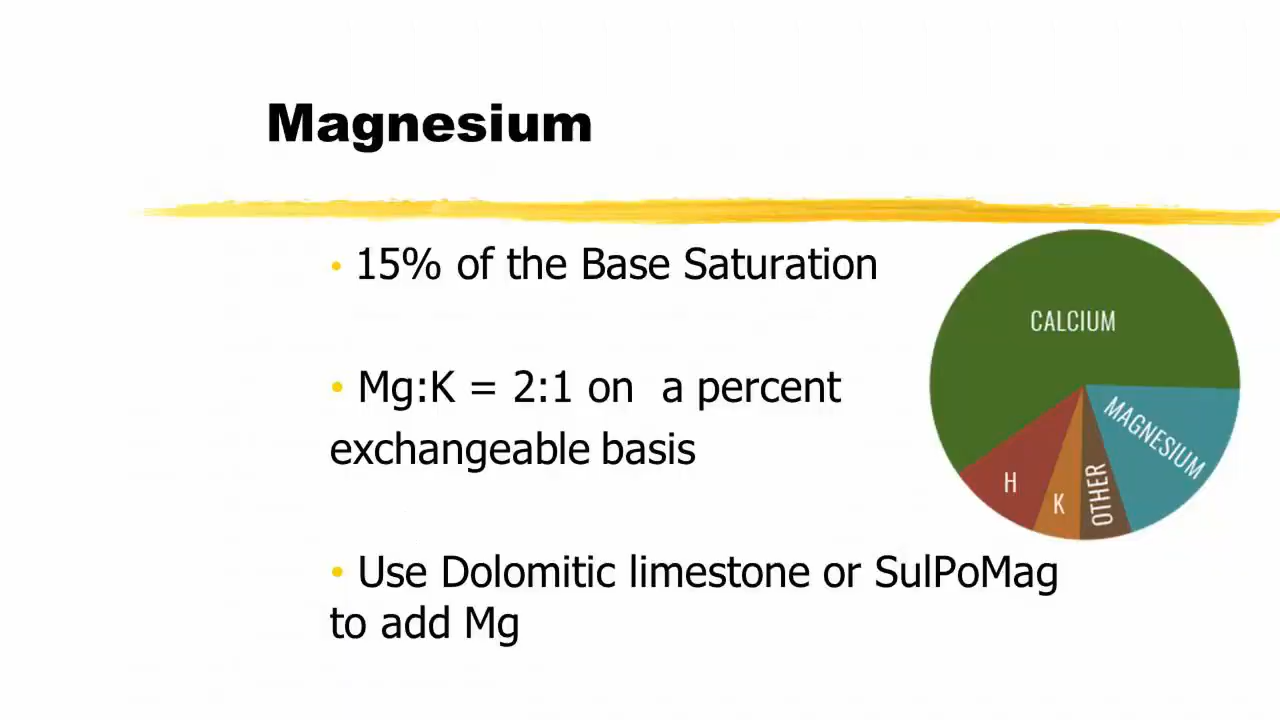 Magnesium
• 15% of the Base Saturation
• Mg:K = 2:1 on  a percent
exchangeable basis
• Use Dolomitic limestone or SulPoMag
to add Mg
CALCIUM
MAGNESIUM
H
K
OTHER